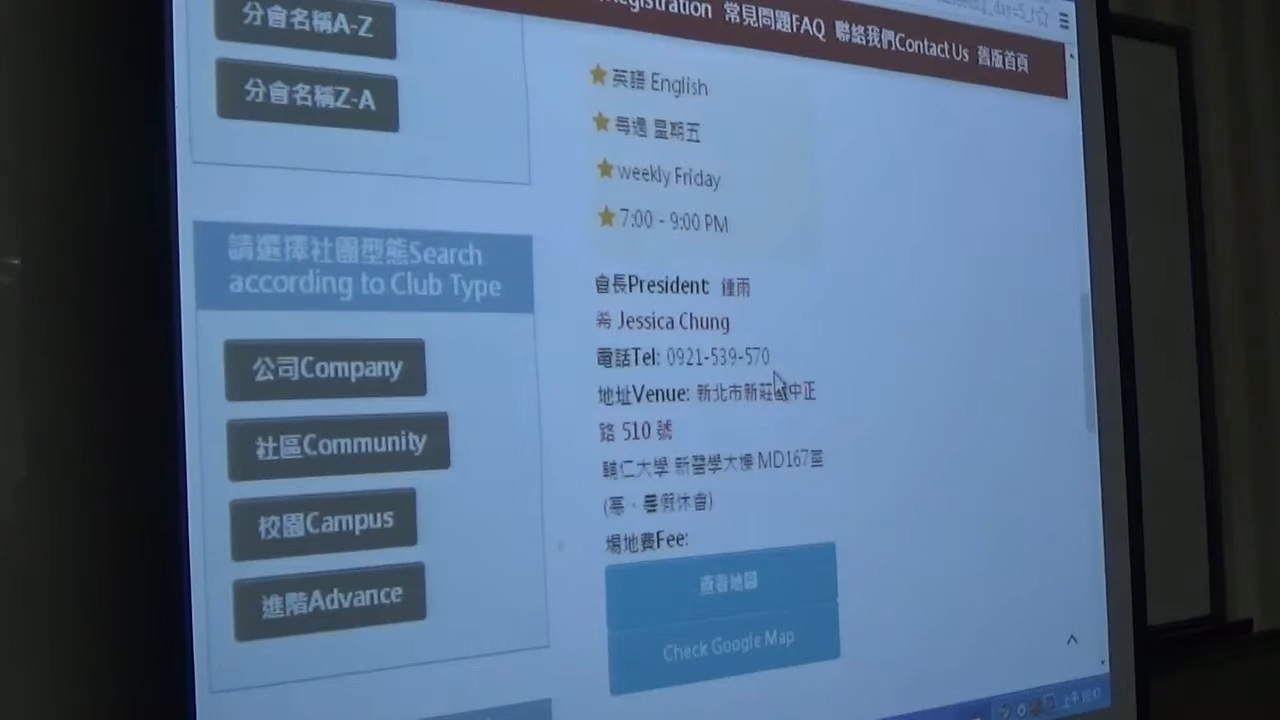 Registration 常見問題FAQ 聯絡我們Contact Us 舊版首頁
分會名稱A-Z
分會名稱Z-A
請選擇社團型態Search
according to Club Type
公司Company
社區Community
校園Campus
進階Advance
英語 English
每週 星期五
weekly Friday
7:00 - 9:00 PM
會長President: 鍾雨
希 Jessica Chung
電話Tel: 0921-539-570
地址Venue: 新北市新莊區中正
路 510 號
輔仁大學 新醫學大樓 MD167室
(寒、暑假休會)
場地費Fee:
查看地圖
Check Google Map